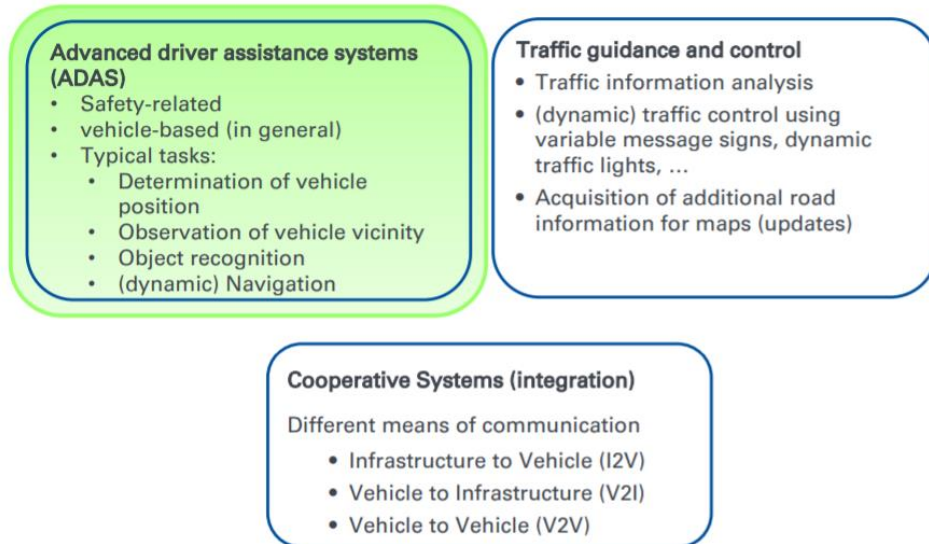 Advanced driver assistance systems
(ADAS)
• Safety-related
• vehicle-based (in general)
• Typical tasks:
• Determination of vehicle
position
• Observation of vehicle vicinity
• Object recognition
• (dynamic) Navigation
Traffic guidance and control
• Traffic information analysis
• (dynamic) traffic control using
variable message signs, dynamic
traffic lights, ...
• Acquisition of additional road
information for maps (updates)
Cooperative Systems (integration)
Different means of communication
• Infrastructure to Vehicle (I2V)
• Vehicle to Infrastructure (V2I)
• Vehicle to Vehicle (V2V)